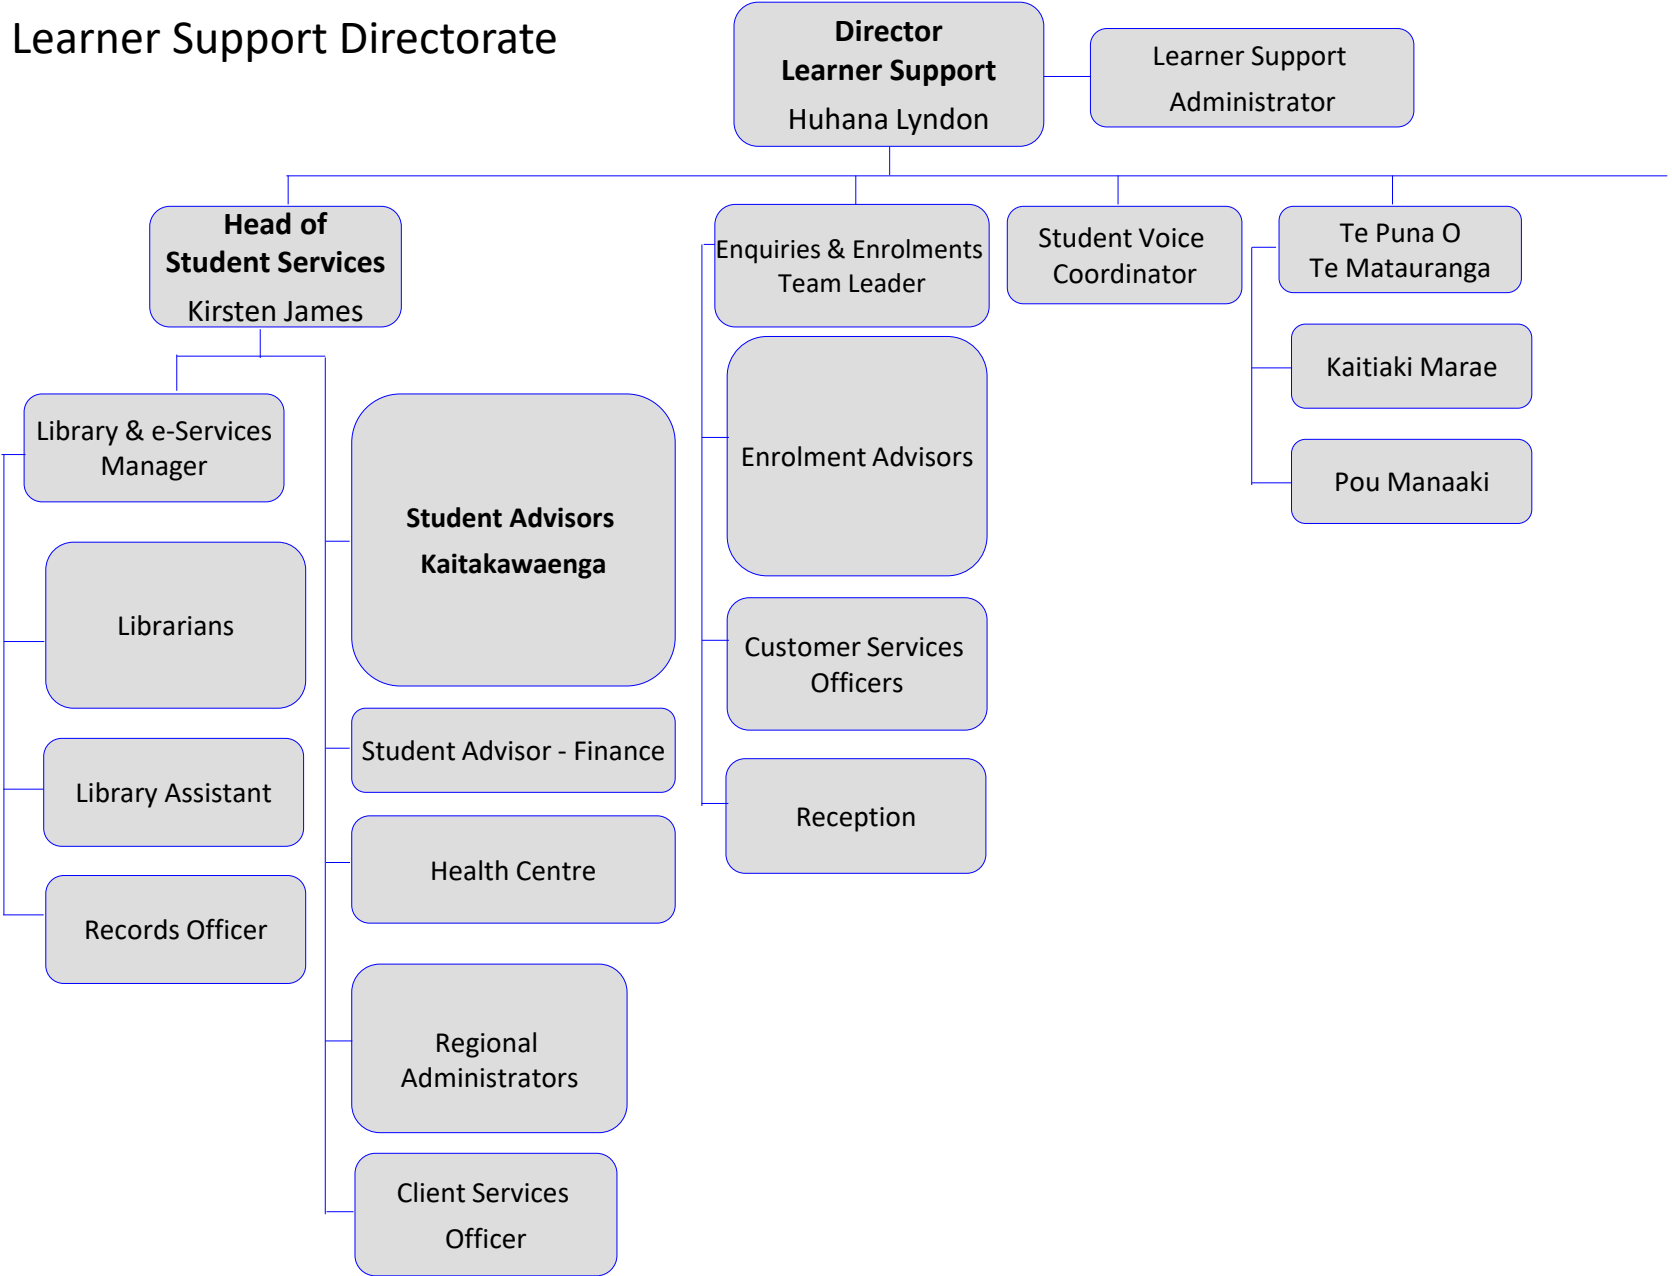 Learner Support Directorate
Director
Learner Support
Huhana Lyndon
Learner Support
Administrator
Head of
Student Services
Kirsten James
Enquiries & Enrolments
Team Leader
Student Voice
Coordinator
Te Puna O
Te Matauranga
Kaitiaki Marae
Pou Manaaki
Library & e-Services
Manager
Librarians
Library Assistant
Records Officer
Student Advisors
Kaitakawaenga
Student Advisor - Finance
Health Centre
Regional
Administrators
Client Services
Officer
Enrolment Advisors
Customer Services
Officers
Reception